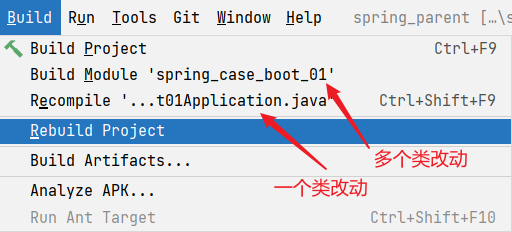 Build Run Tools Git Window Help spring_parent [...\s
Build Project Ctrl+F9
Build Module 'spring_case_boot_01'
Recompile '...t01Application.java' Ctrl+Shift+F9
Rebuild Project
Build Artifacts...
多个类改动
一个类改动
Analyze APK...
Run Ant Target Ctrl+Shift+F10